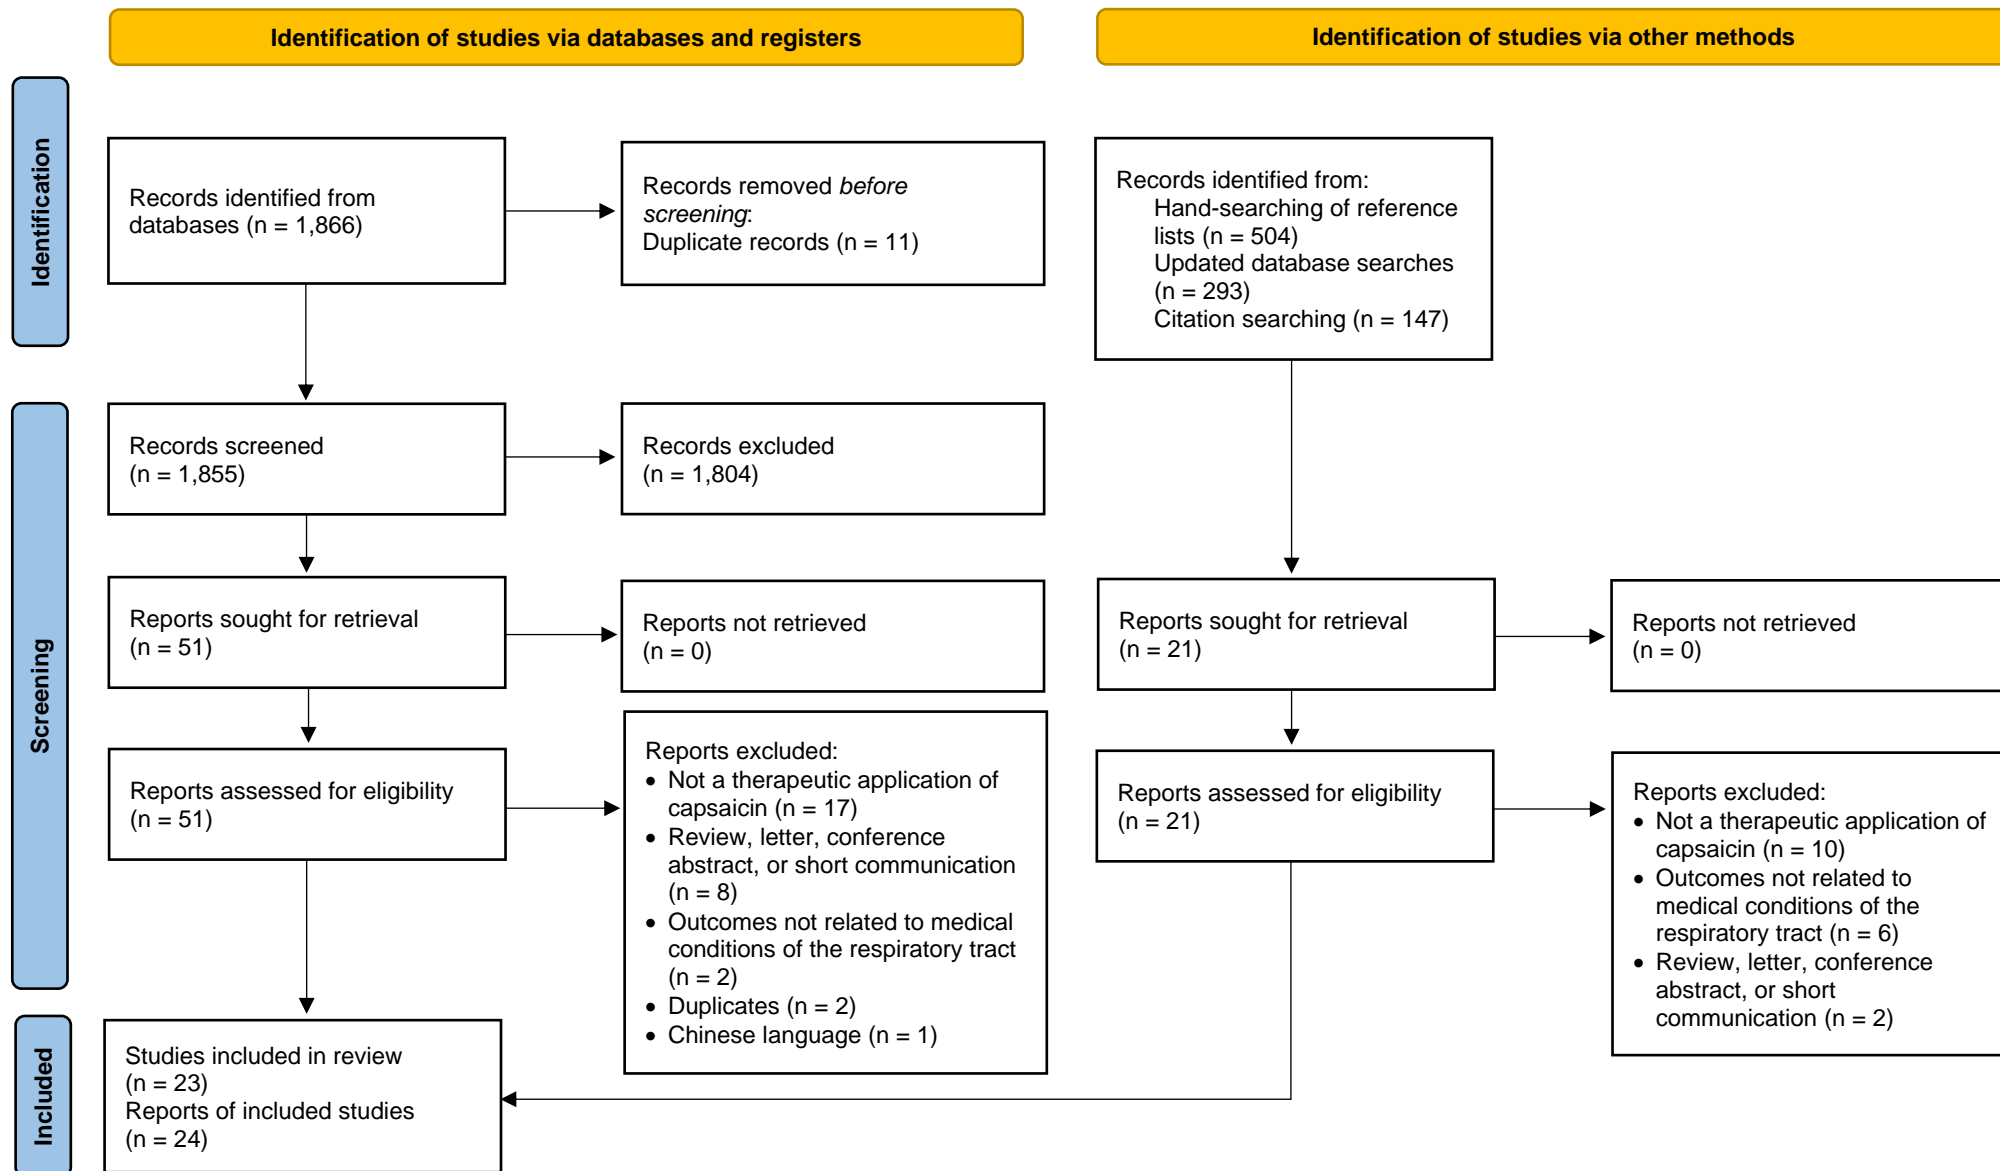 Identification of studies via databases and registers
Identification of studies via other methods
Identification
Records identified from
databases (n = 1,866)
Records removed before
screening:
Duplicate records (n = 11)
Records identified from:
Hand-searching of reference
lists (n = 504)
Updated database searches
(n = 293)
Citation searching (n = 147)
Screening
Records screened
(n = 1,855)
Records excluded
(n = 1,804)
Reports sought for retrieval
(n = 51)
Reports not retrieved
(n = 0)
Reports sought for retrieval
(n = 21)
Reports not retrieved
(n = 0)
Reports assessed for eligibility
(n = 51)
Reports excluded:
• Not a therapeutic application of
capsaicin (n = 17)
• Review, letter, conference
abstract, or short communication
(n = 8)
• Outcomes not related to medical
conditions of the respiratory tract
(n = 2)
• Duplicates (n = 2)
• Chinese language (n = 1)
Reports assessed for eligibility
(n = 21)
Reports excluded:
• Not a therapeutic application of
capsaicin (n = 10)
• Outcomes not related to
medical conditions of the
respiratory tract (n = 6)
• Review, letter, conference
abstract, or short
communication (n = 2)
Included
Studies included in review
(n = 23)
Reports of included studies
(n = 24)